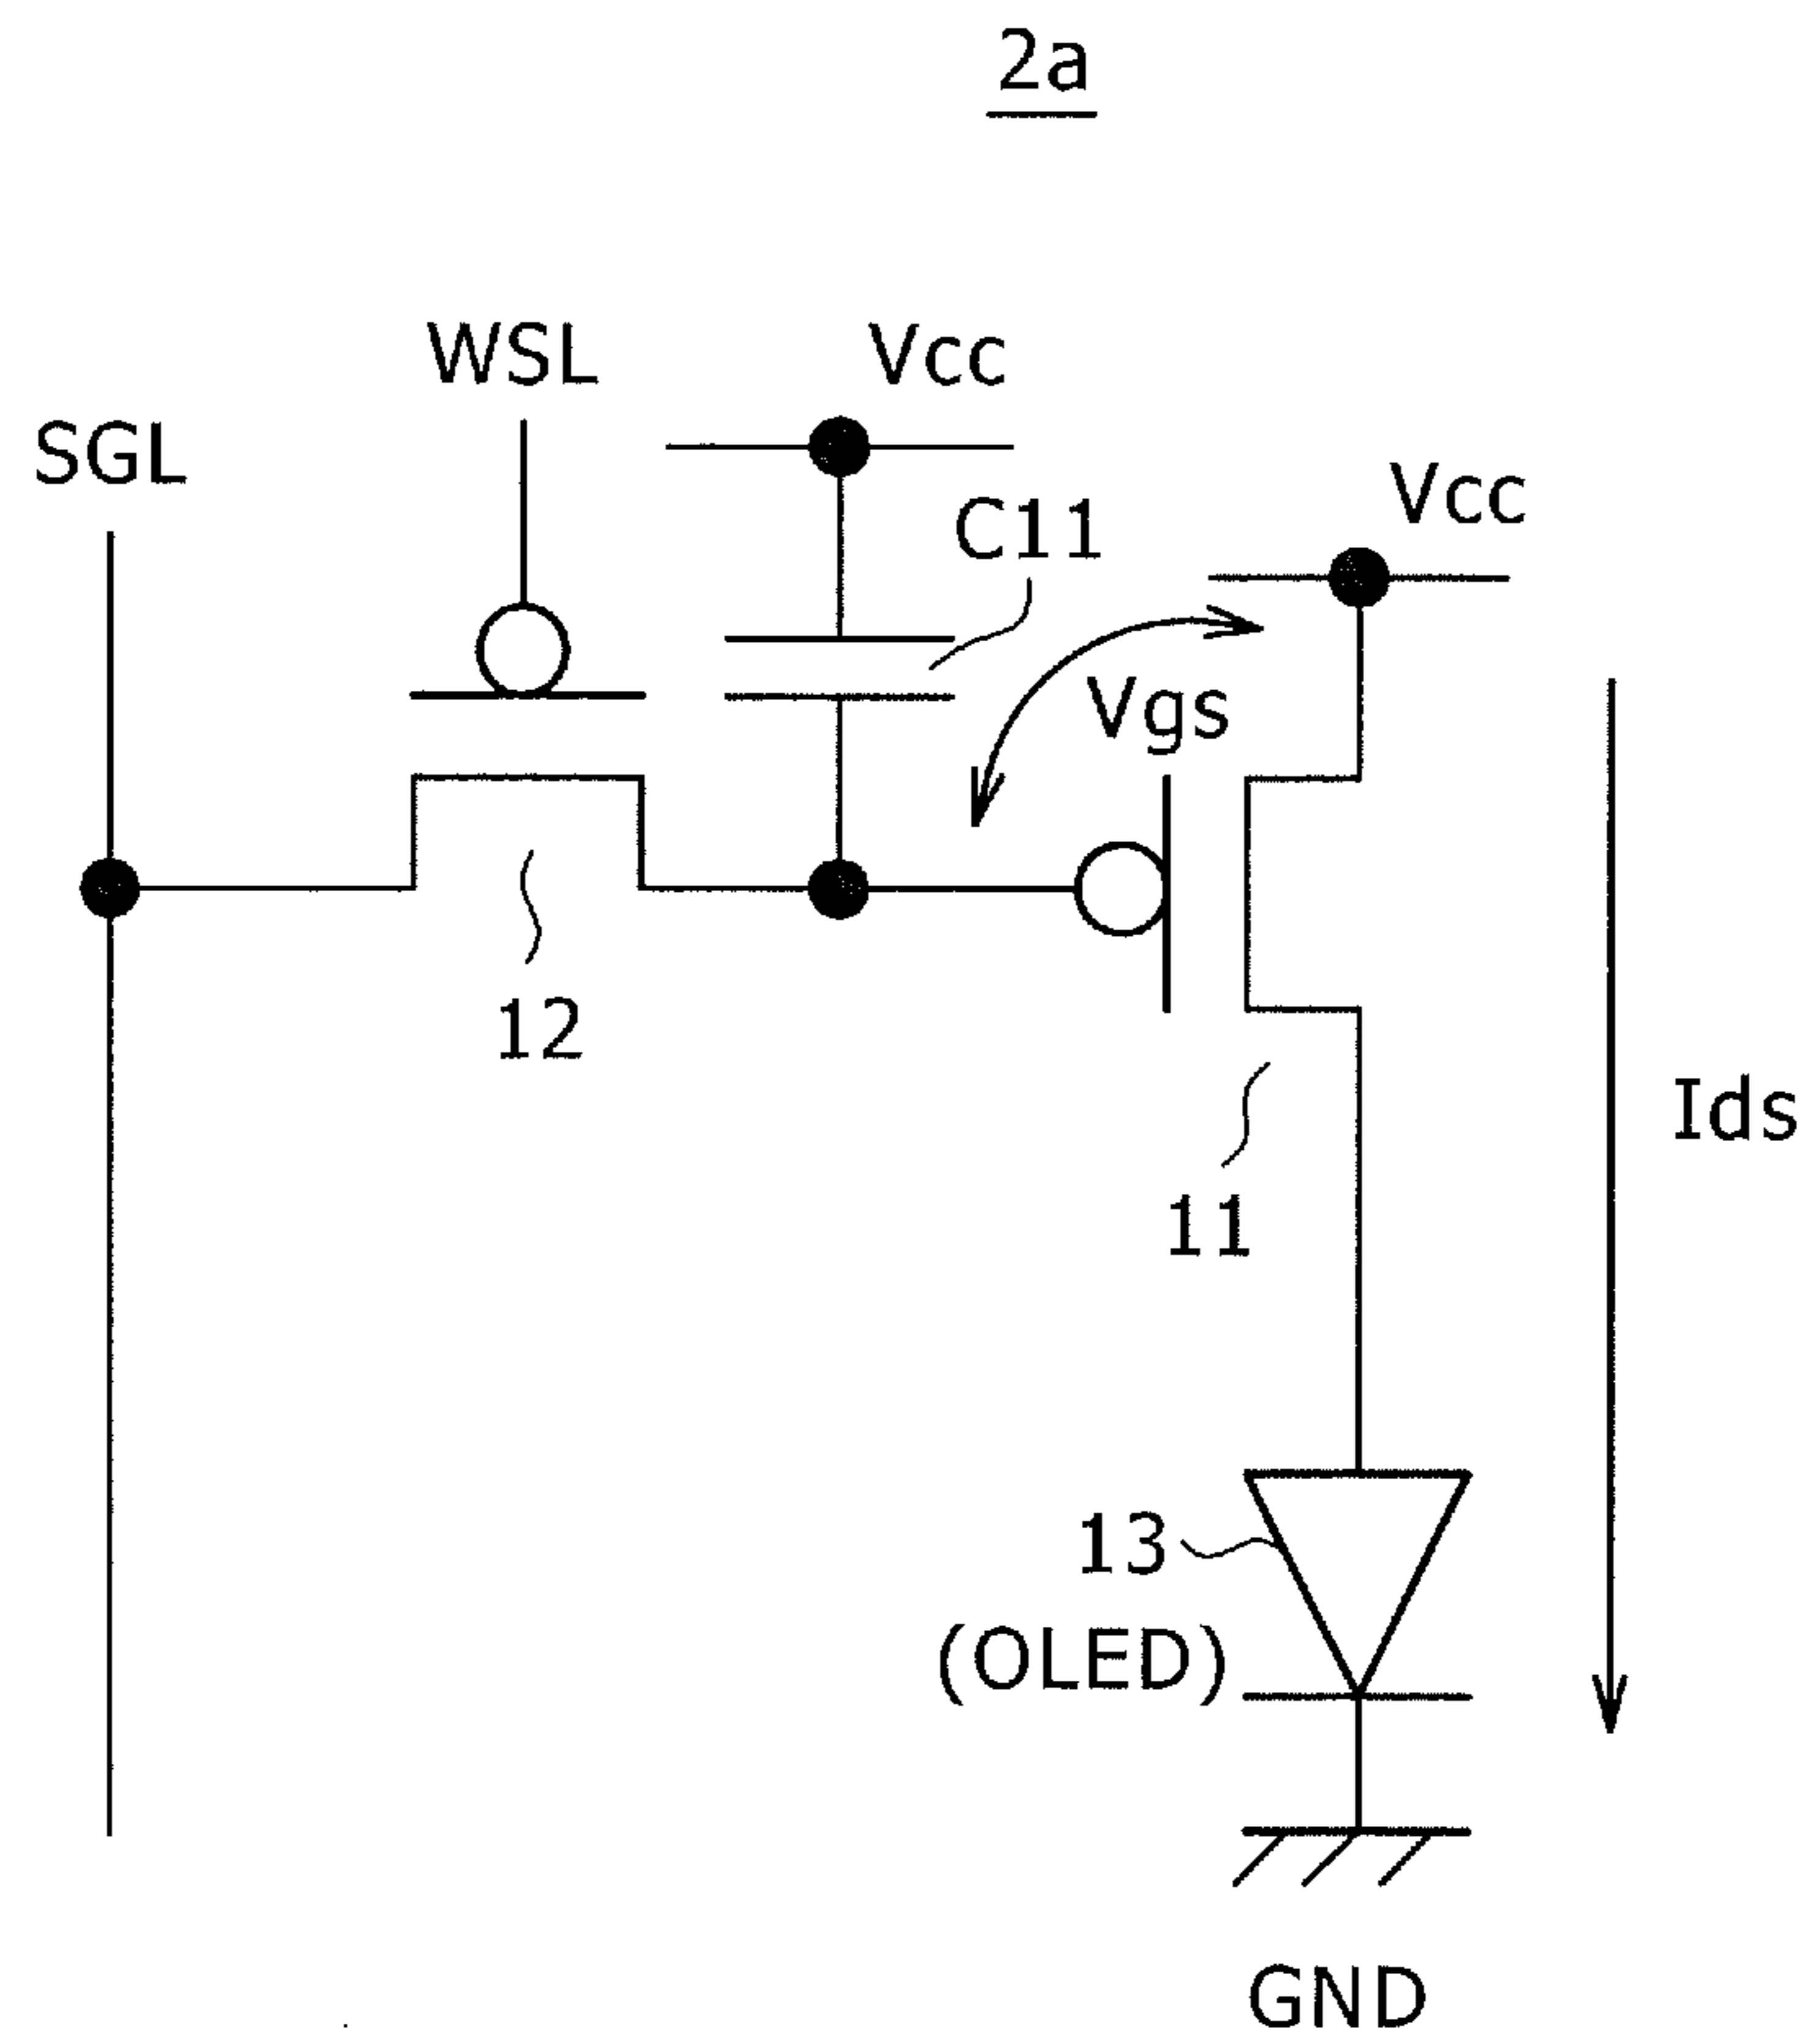 2a
WSL
Vcc
SGL
Vcc
C11
Vgs
12
Ids
11
13
(OLED)
GND